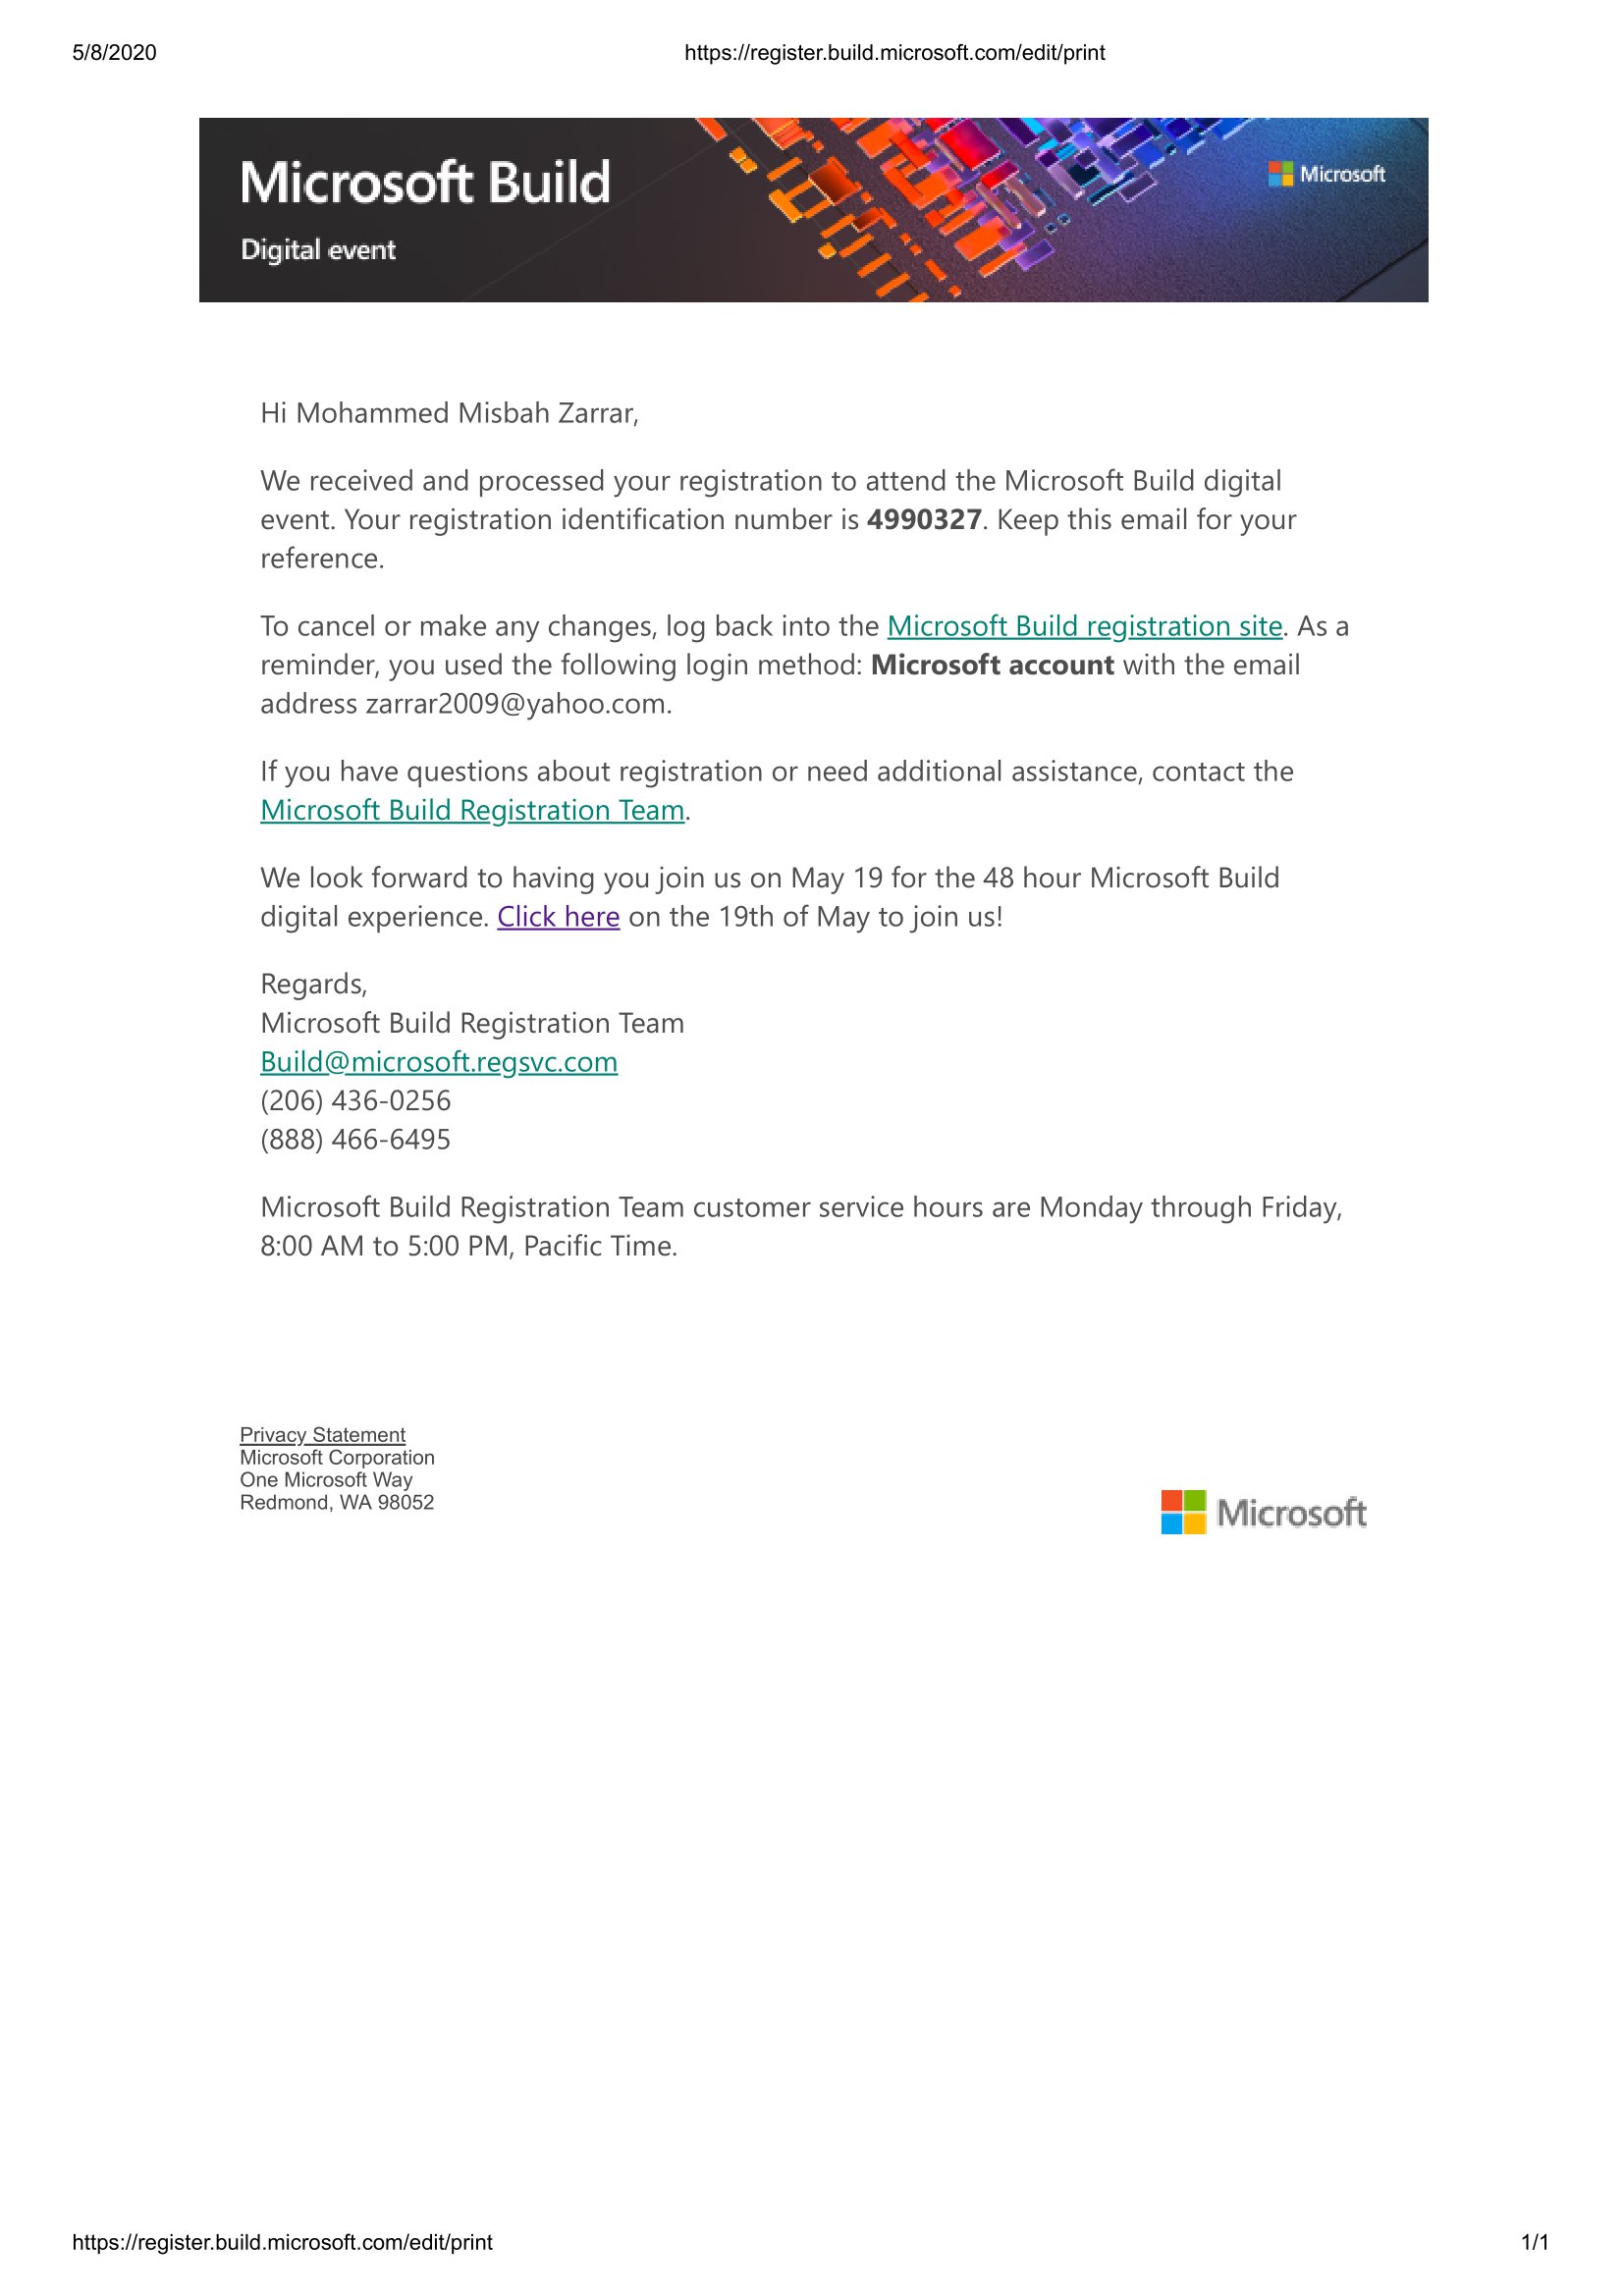 5/8/2020
https://register.build.microsoft.com/edit/print
Microsoft Build
Microsoft
Digital event
Hi Mohammed Misbah Zarrar,
We received and processed your registration to attend the Microsoft Build digital
event. Your registration identification number is 4990327. Keep this email for your
reference.
To cancel or make any changes, log back into the Microsoft Build registration site. As a
reminder, you used the following login method: Microsoft account with the email
address zarrar2009@yahoo.com.
If you have questions about registration or need additional assistance, contact the
Microsoft Build Registration Team.
We look forward to having you join us on May 19 for the 48 hour Microsoft Build
digital experience. Click here on the 19th of May to join us!
Regards,
Microsoft Build Registration Team
Build@microsoft.regsvc.com
(206) 436-0256
(888) 466-6495
Microsoft Build Registration Team customer service hours are Monday through Friday,
8:00 AM to 5:00 PM, Pacific Time.
Privacy Statement
Microsoft Corporation
One Microsoft Way
Redmond, WA 98052
Microsoft
https://register.build.microsoft.com/edit/print
1/1